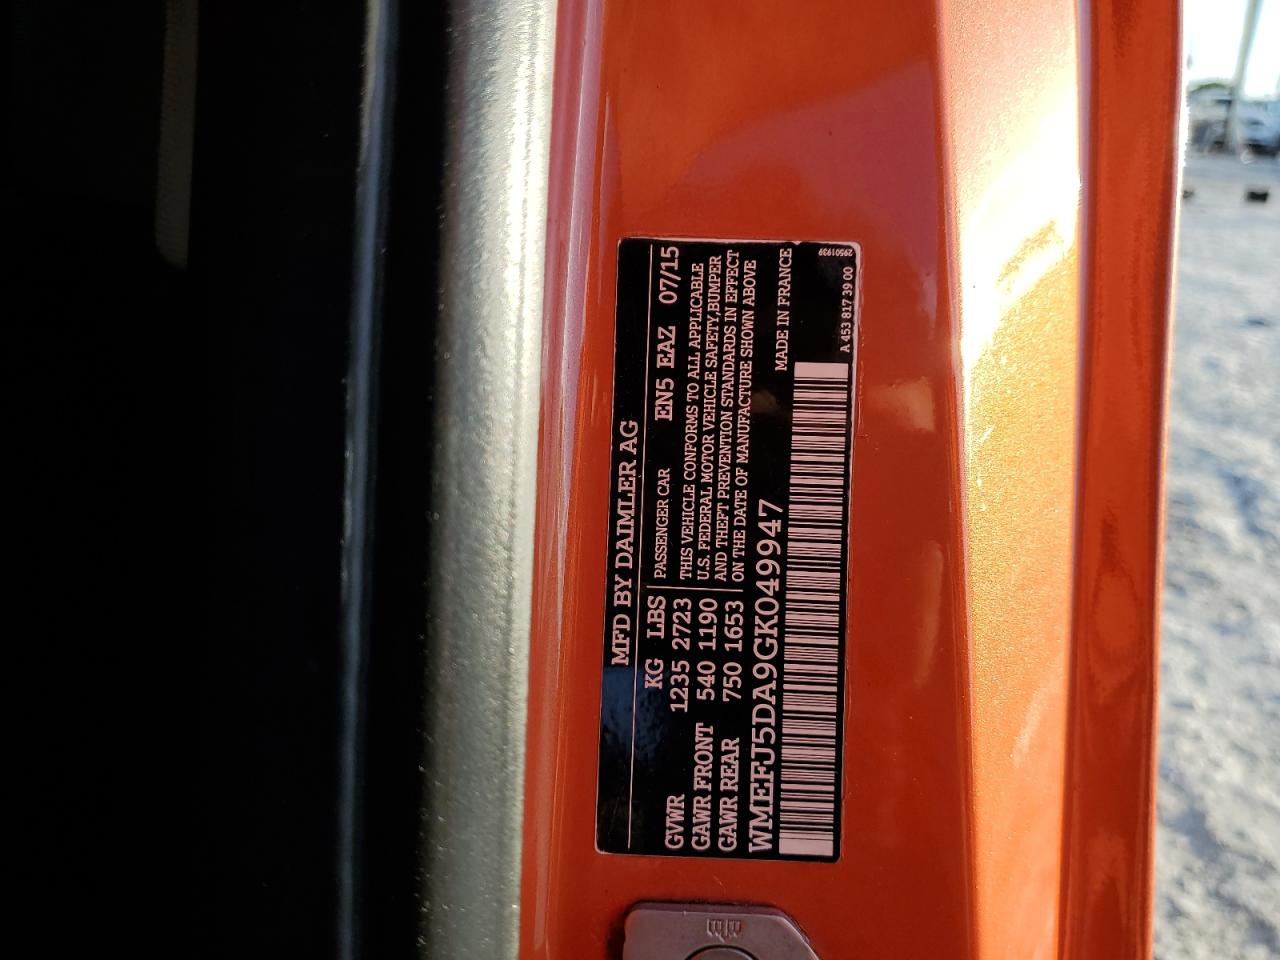 MFD BY DAIMLER AG
KG LBS
GVWR 1235 2723
GAWR FRONT 540 1190
GAWR REAR 750 1653
PASSENGER CAR EN5 EAZ 07/15
THIS VEHICLE CONFORMS TO ALL APPLICABLE
U.S. FEDERAL MOTOR VEHICLE SAFETY,BUMPER
AND THEFT PREVENTION STANDARDS IN EFFECT
ON THE DATE OF MANUFACTURE SHOWN ABOVE
WMEFJ5DA9GK049947
MADE IN FRANCE
A 453 817 39 00
29501939